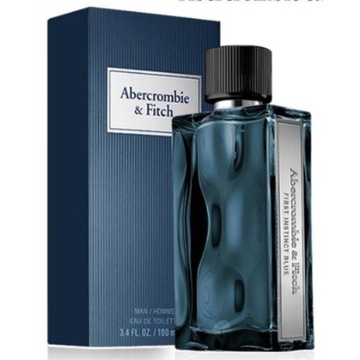 Abercrombie
& Fitch
MAN / HOMME
EAU DE TOILETTE
3.4 FL. OZ. / 100 ml
Abercrombie & Fitch
FIRST INSTINCT BLUE